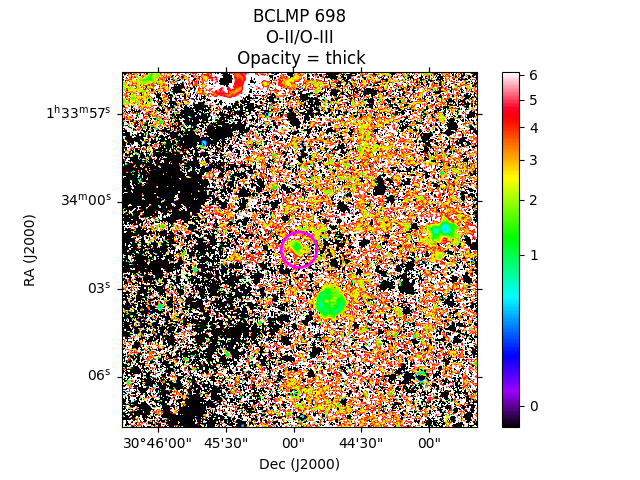 BCLMP 698
O-II/O-III
Opacity = thick
1ʰ33ᵐ57ˢ
34ᵐ00ˢ
03ˢ
06ˢ
RA (J2000)
30°46'00" 45'30" 00" 44'30" 00"
Dec (J2000)
6
5
4
3
2
1
0